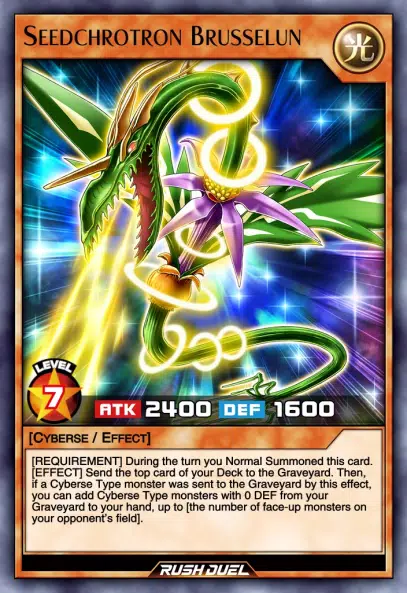 Seedchrotron Brusselun
光
LEVEL
7
ATK 2400 DEF 1600
[Cyberse / Effect]
[REQUIREMENT] During the turn you Normal Summoned this card.
[EFFECT] Send the top card of your Deck to the Graveyard. Then,
if a Cyberse Type monster was sent to the Graveyard by this effect,
you can add Cyberse Type monsters with 0 DEF from your
Graveyard to your hand, up to [the number of face-up monsters on
your opponent's field].
RUSH DUEL